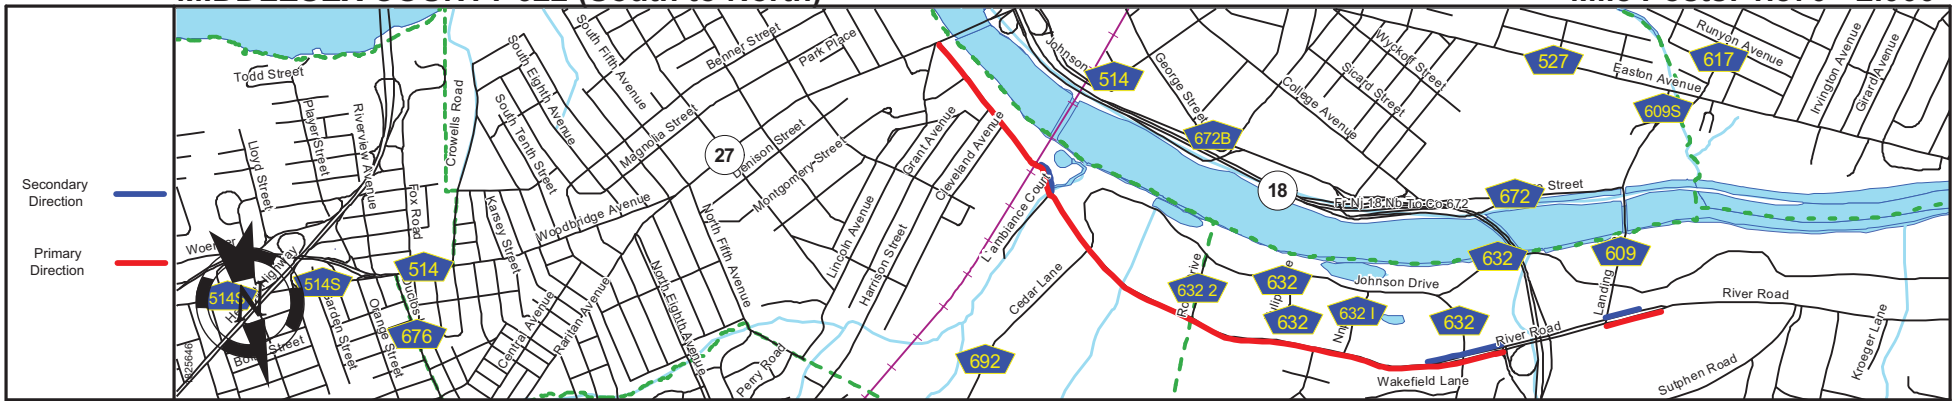 Secondary
Direction
Primary
Direction
Todd Street
Player Street
Riverview Avenue
Lloyd Street
Fox Road
Crowells Road
South Fifth Avenue
South Eighth Avenue
South Tenth Street
Benner Street
Park Place
Magnolia Street
27
Denison Street
Montgomery Street
Woodbridge Avenue
Karsey Street
North Fifth Avenue
North Eighth Avenue
Central Avenue
Raritan Avenue
Orange Street
Garden Street
514S
514S
514
676
825646
Perry Road
Lincoln Avenue
Harrison Street
Grant Avenue
Cleveland Avenue
L'ambiance Court
Cedar Lane
692
Johnson
514
George Street
672B
College Avenue
Sicard Street
Wyckoff Street
18
Fr Nj 18 Nb To Co 672
672
Street
527
Easton Avenue
617
Runyon Avenue
Irvington Avenue
Girard Avenue
609S
632
609
632 2
632
632
632 I
632
Johnson Drive
Landing
River Road
River Road
Wakefield Lane
Sutphen Road
Kroeger Lane